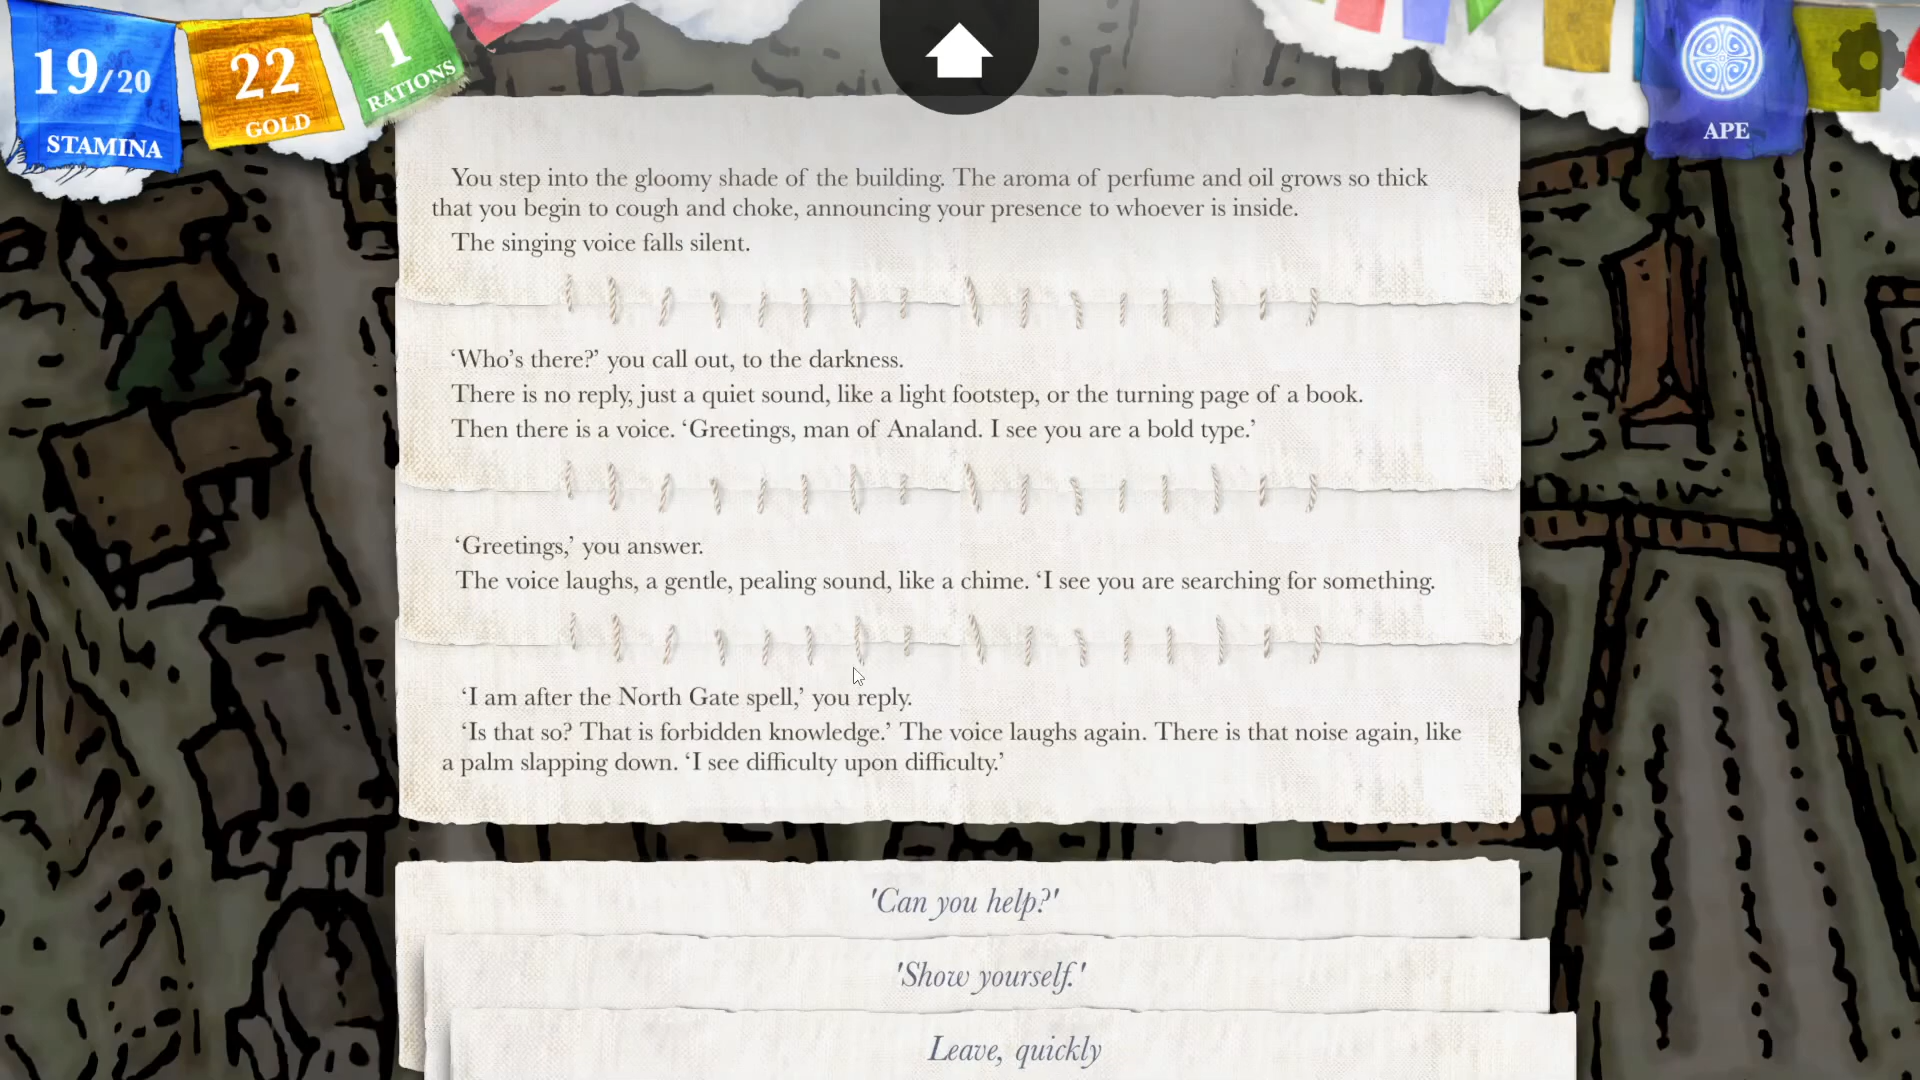 19/20
STAMINA
22
GOLD
1
RATIONS
APE
You step into the gloomy shade of the building. The aroma of perfume and oil grows so thick
that you begin to cough and choke, announcing your presence to whoever is inside.
The singing voice falls silent.
‘Who’s there?’ you call out, to the darkness.
There is no reply, just a quiet sound, like a light footstep, or the turning page of a book.
Then there is a voice. ‘Greetings, man of Analand. I see you are a bold type.’
‘Greetings,’ you answer.
The voice laughs, a gentle, pealing sound, like a chime. ‘I see you are searching for something.
‘I am after the North Gate spell,’ you reply.
‘Is that so? That is forbidden knowledge.’ The voice laughs again. There is that noise again, like
a palm slapping down. ‘I see difficulty upon difficulty.’
'Can you help?'
'Show yourself.'
Leave, quickly